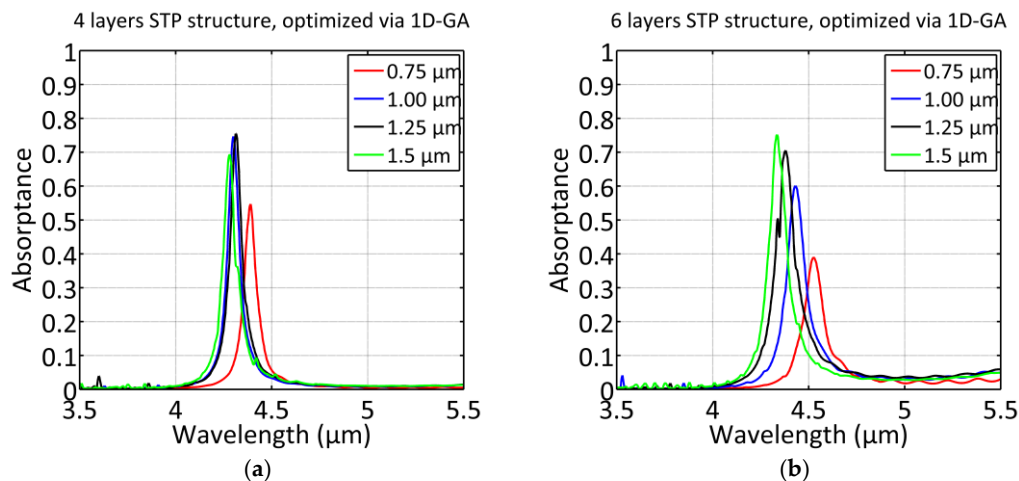 4 layers STP structure, optimized via 1D-GA
1
0.9
0.8
0.7
0.6
0.5
0.4
0.3
0.2
0.1
0
Absorptance
0.75 µm
1.00 µm
1.25 µm
1.5 µm
3.5 4 4.5 5 5.5
Wavelength (µm)
(a)
6 layers STP structure, optimized via 1D-GA
1
0.9
0.8
0.7
0.6
0.5
0.4
0.3
0.2
0.1
0
Absorptance
0.75 µm
1.00 µm
1.25 µm
1.5 µm
3.5 4 4.5 5 5.5
Wavelength (µm)
(b)